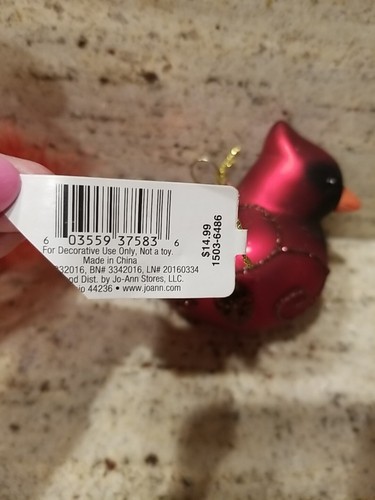 6 03559 37583 6
For Decorative Use Only, Not a toy.
Made in China
332016, BN# 3342016, LN# 20160334
Dist. by Jo-Ann Stores, LLC.
44236 • www.joann.com
$14.99
1503-6486